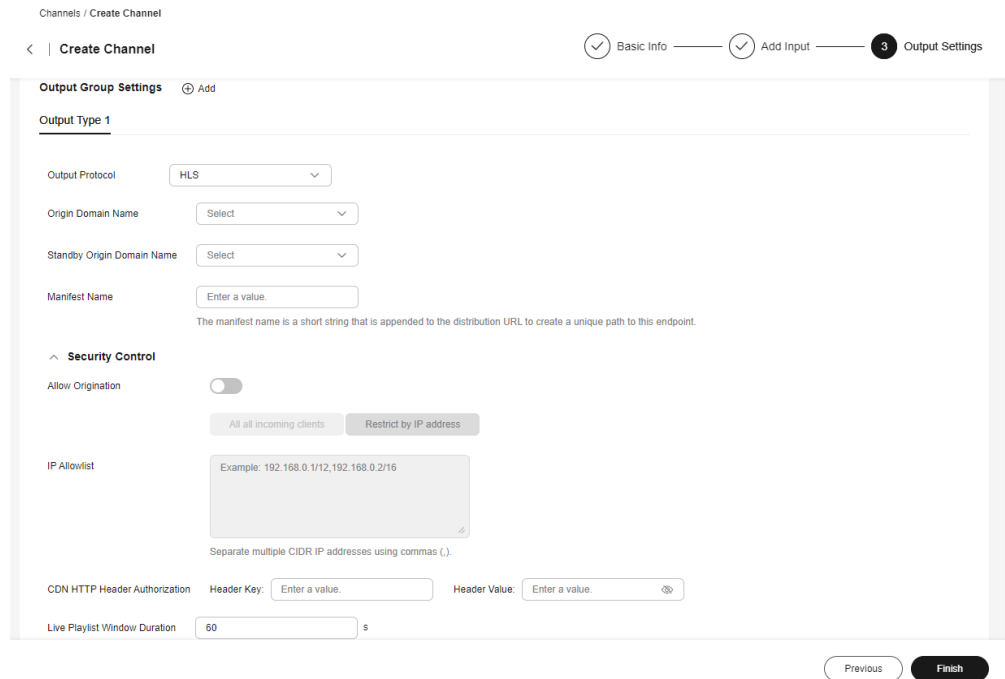 Channels / Create Channel
Create Channel
Basic Info
Add Input
3 Output Settings
Output Group Settings Add
Output Type 1
Output Protocol HLS
Origin Domain Name Select
Standby Origin Domain Name Select
Manifest Name Enter a value.
The manifest name is a short string that is appended to the distribution URL to create a unique path to this endpoint.
Security Control
Allow Origination
All all incoming clients Restrict by IP address
IP Allowlist Example: 192.168.0.1/12,192.168.0.2/16
Separate multiple CIDR IP addresses using commas (,).
CDN HTTP Header Authorization Header Key: Enter a value. Header Value: Enter a value.
Live Playlist Window Duration 60 s
Previous Finish